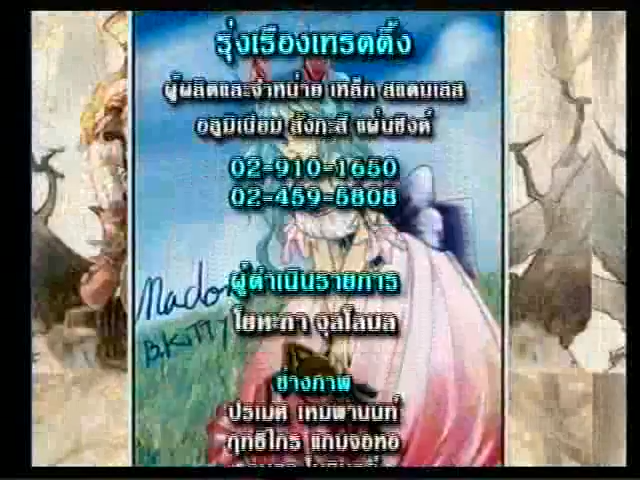 รุ่งเรืองเทรดดิ้ง
ผู้ผลิตและจำหน่าย เหล็ก สแตนเลส
อลูมิเนียม สังกะสี แผ่นซิงค์
02-910-1650
02-459-5808
ผู้ดำเนินรายการ
โยทะกา จุลโลบล
ช่างภาพ
ปรเมศ เหมพานนท์
ฤทธิไกร แกมจอหอ
B.KITTY